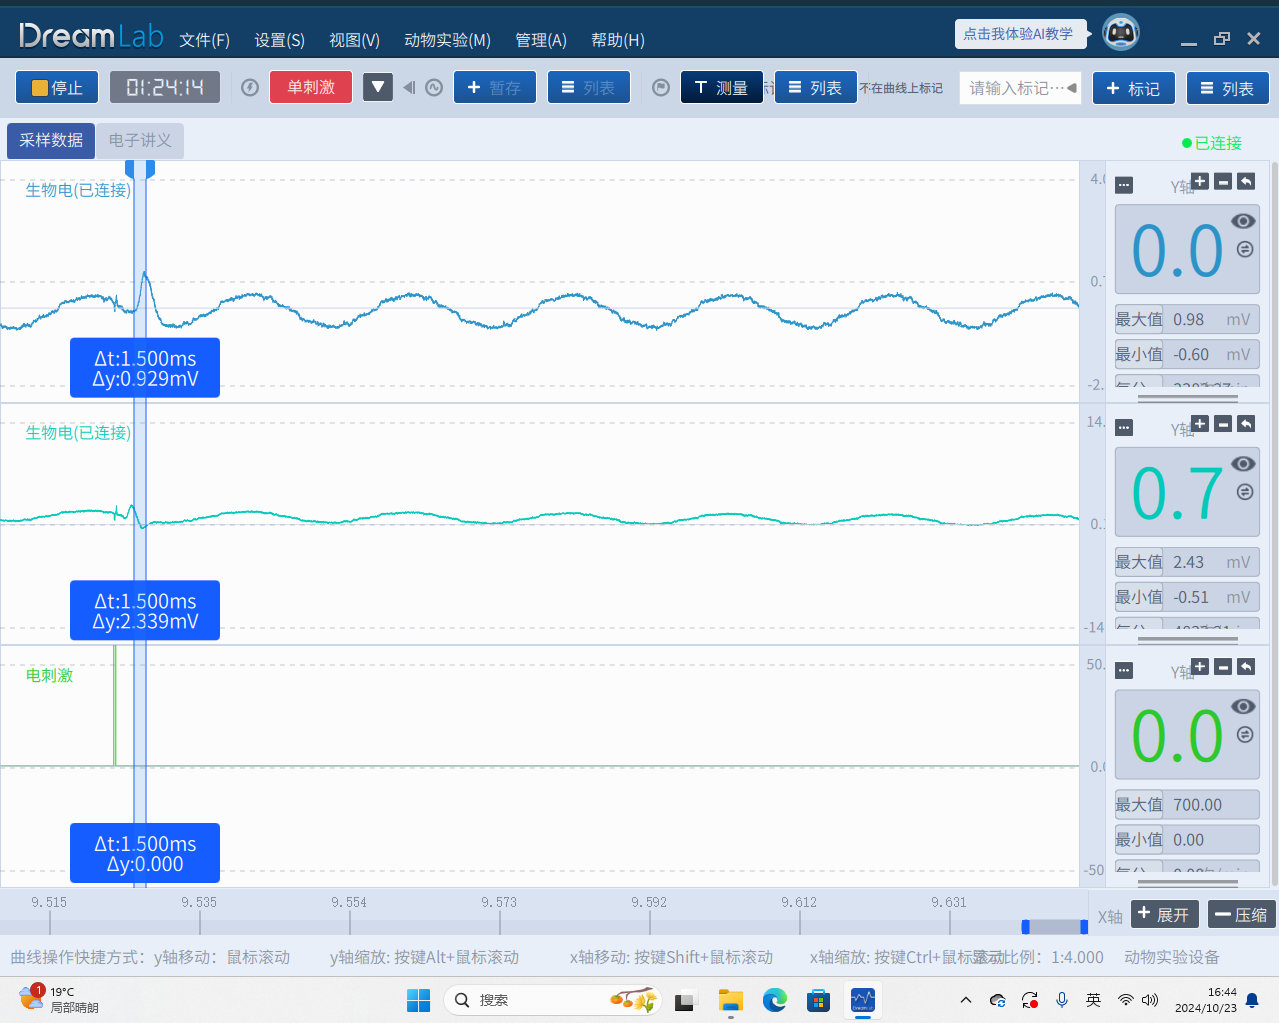 DreamLab 文件(F) 设置(S) 视图(V) 动物实验(M) 管理(A) 帮助(H) 点击我体验AI教学
停止 01:24:14 单刺激 暂存 列表 测量 列表 不在曲线上标记 请输入标记… 标记 列表
采样数据 电子讲义 已连接
生物电(已连接)
4.0
Y轴
0.0
0.7
最大值 0.98 mV
最小值 -0.60 mV
-2.
Δt:1.500ms
Δy:0.929mV
生物电(已连接)
14.
Y轴
0.7
0.1
最大值 2.43 mV
最小值 -0.51 mV
-14
Δt:1.500ms
Δy:2.339mV
电刺激
50.
Y轴
0.0
0.0
最大值 700.00
最小值 0.00
-50
Δt:1.500ms
Δy:0.000
9.515 9.535 9.554 9.573 9.592 9.612 9.631
X轴 展开 压缩
曲线操作快捷方式: y轴移动: 鼠标滚动 y轴缩放: 按键Alt+鼠标滚动 x轴移动: 按键Shift+鼠标滚动 x轴缩放: 按键Ctrl+鼠标滚动 比例: 1:4.000 动物实验设备
1 19°C
局部晴朗
搜索
英
16:44
2024/10/23